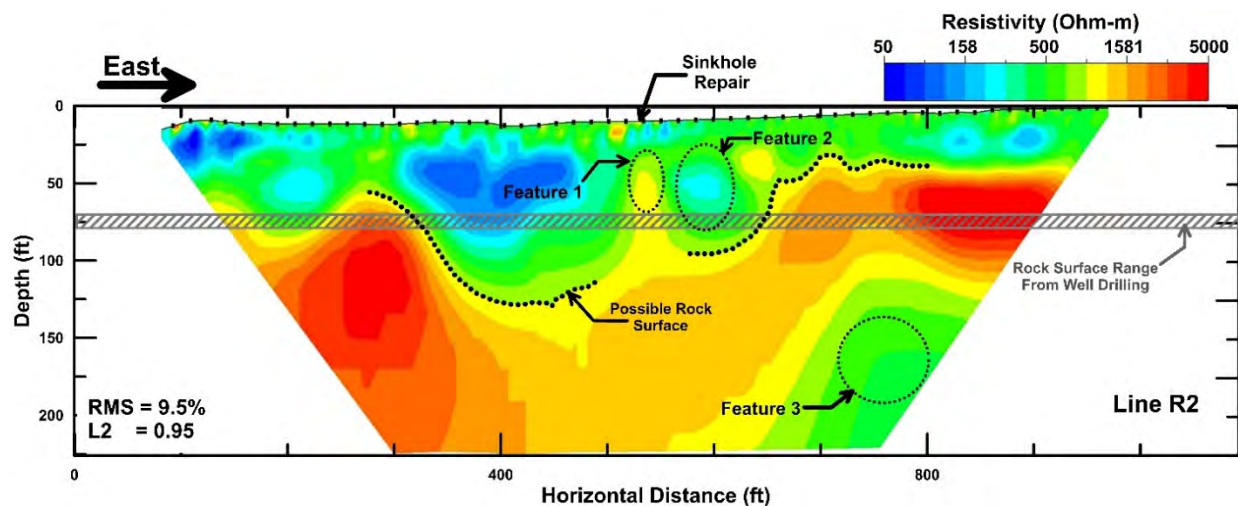 Resistivity (Ohm-m)
50 158 500 1581 5000
East
Sinkhole
Repair
Feature 2
Feature 1
Possible Rock
Surface
Rock Surface Range
From Well Drilling
Feature 3
RMS = 9.5%
L2 = 0.95
Line R2
Depth (ft)
0
50
100
150
200
0 400 800
Horizontal Distance (ft)